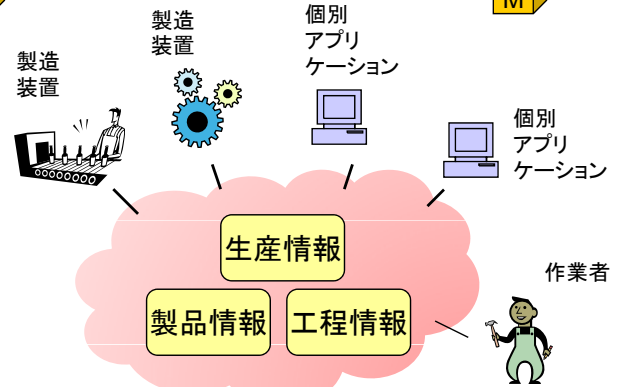 製造
装置
製造
装置
個別
アプリ
ケーション
M
個別
アプリ
ケーション
生産情報
製品情報
工程情報
作業者